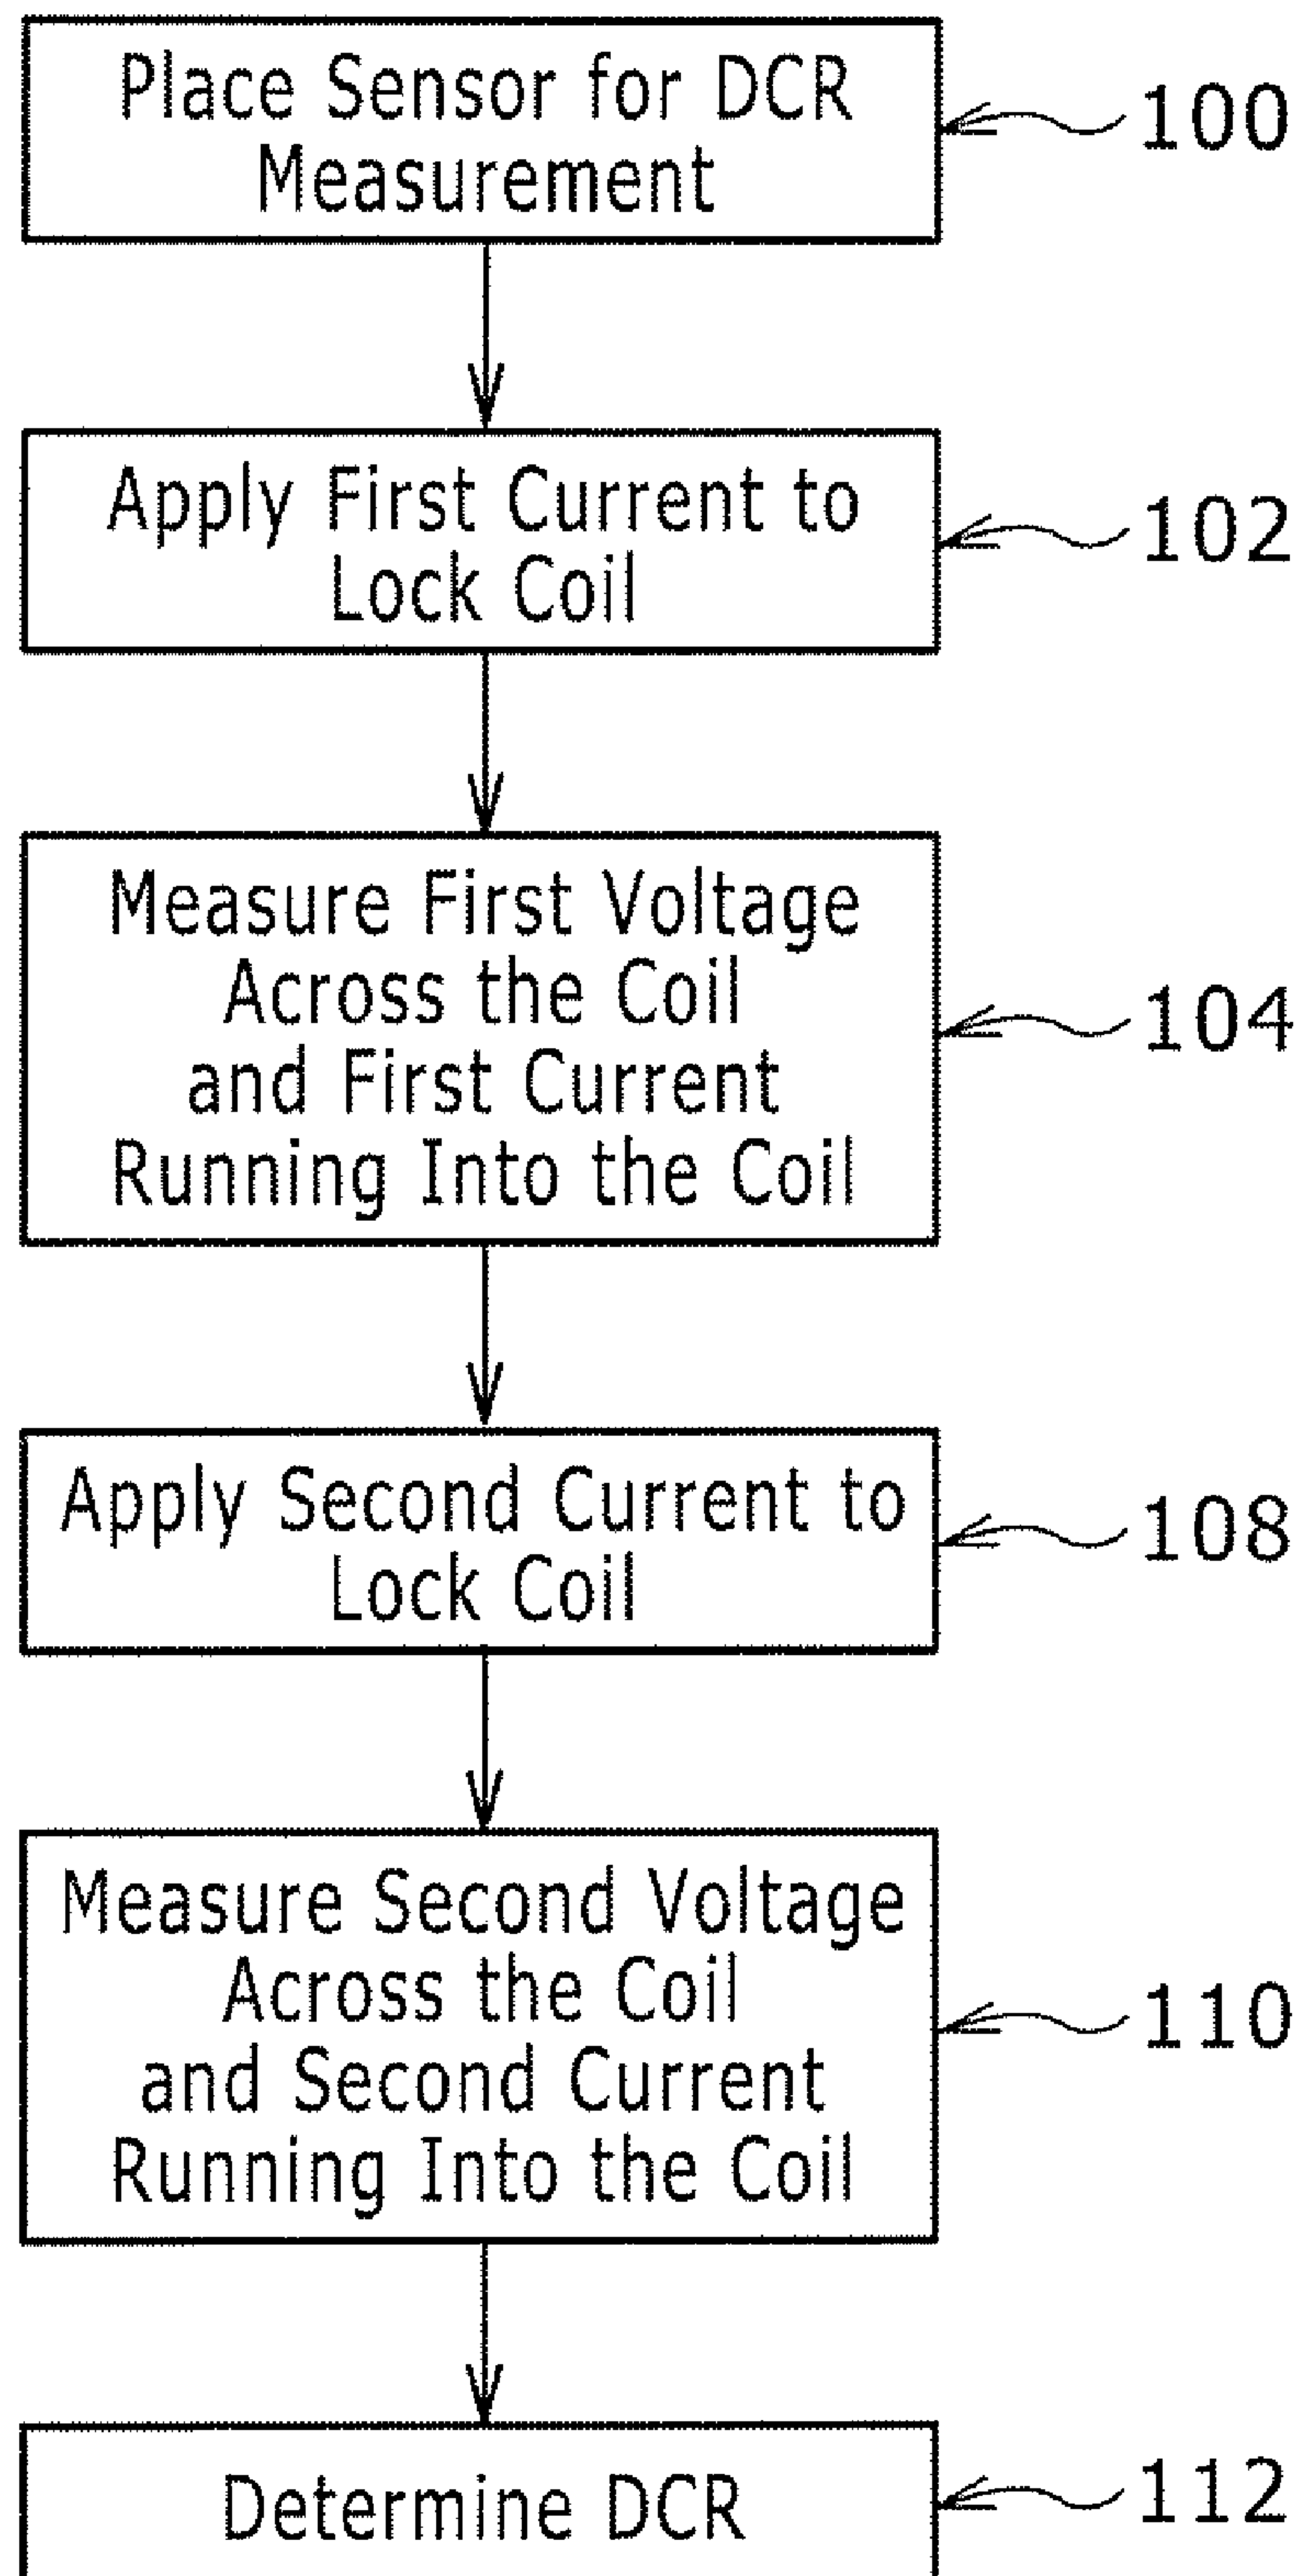 Place Sensor for DCR
Measurement
100
Apply First Current to
Lock Coil
102
Measure First Voltage
Across the Coil
and First Current
Running Into the Coil
104
Apply Second Current to
Lock Coil
108
Measure Second Voltage
Across the Coil
and Second Current
Running Into the Coil
110
Determine DCR
112